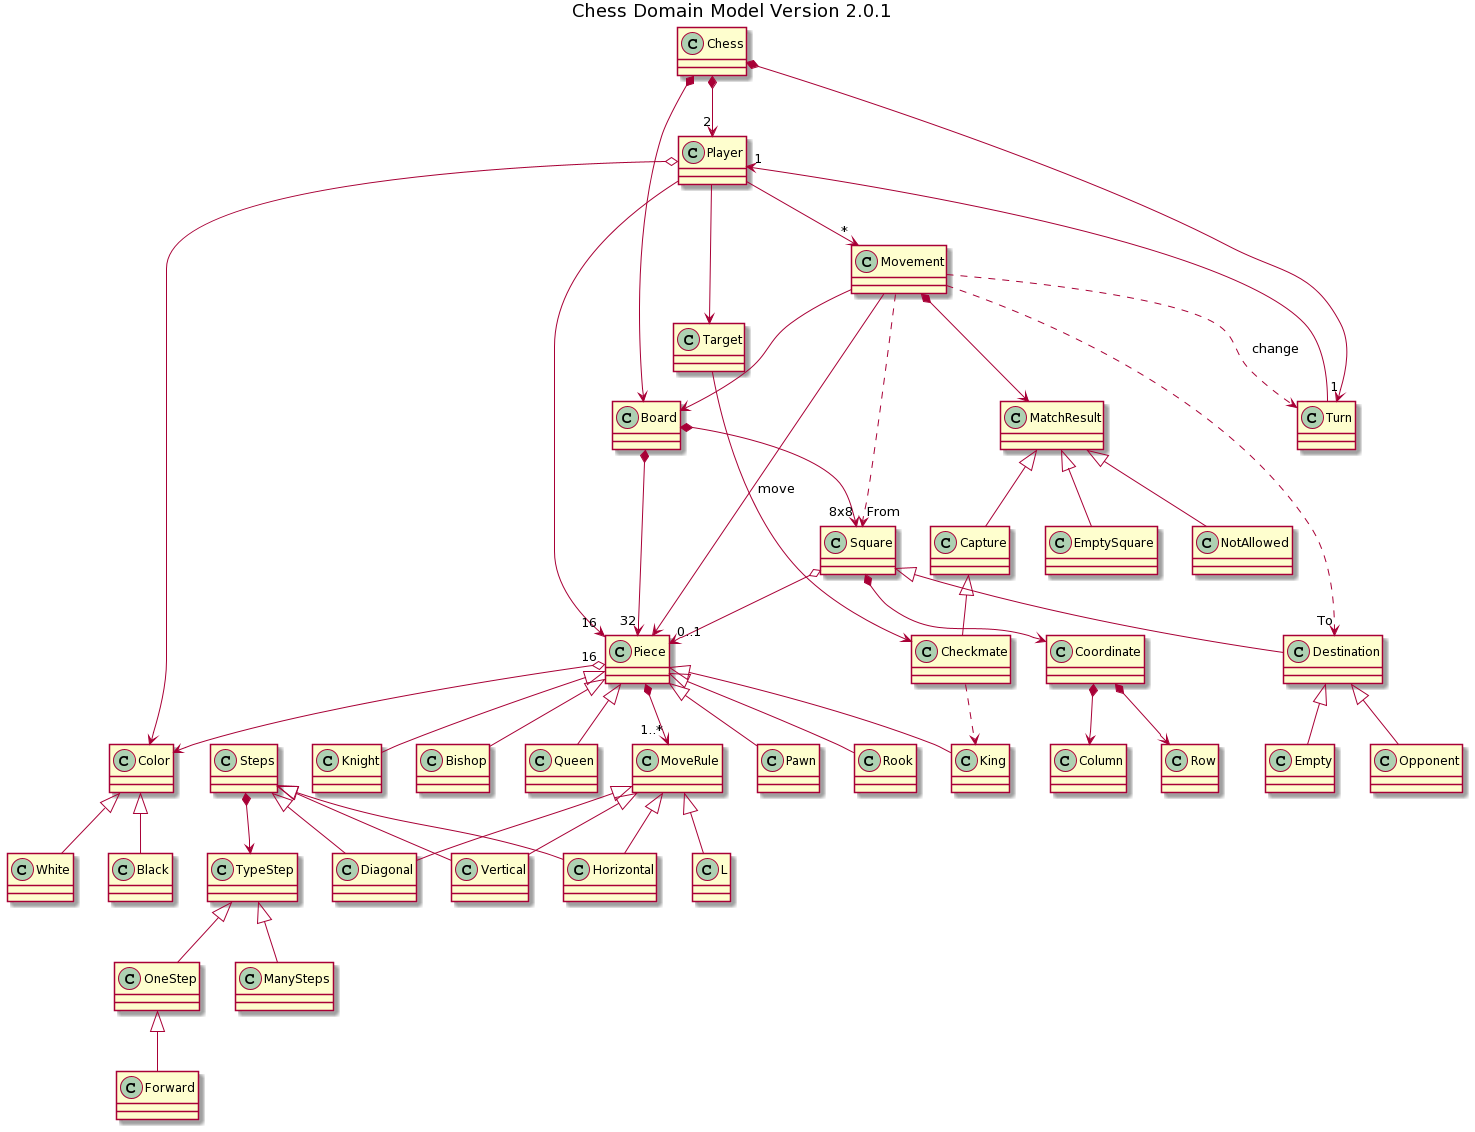 Chess Domain Model Version 2.0.1
C Chess
2
C Player
1
*
C Movement
C Target
change
1
C Board
C MatchResult
C Turn
move
8x8
From
C Square
C Capture
C EmptySquare
C NotAllowed
16
32
0..1
To
16
C Piece
C Checkmate
C Coordinate
C Destination
1..*
C Color
C Steps
C Knight
C Bishop
C Queen
C MoveRule
C Pawn
C Rook
C King
C Column
C Row
C Empty
C Opponent
C White
C Black
C TypeStep
C Diagonal
C Vertical
C Horizontal
C L
C OneStep
C ManySteps
C Forward